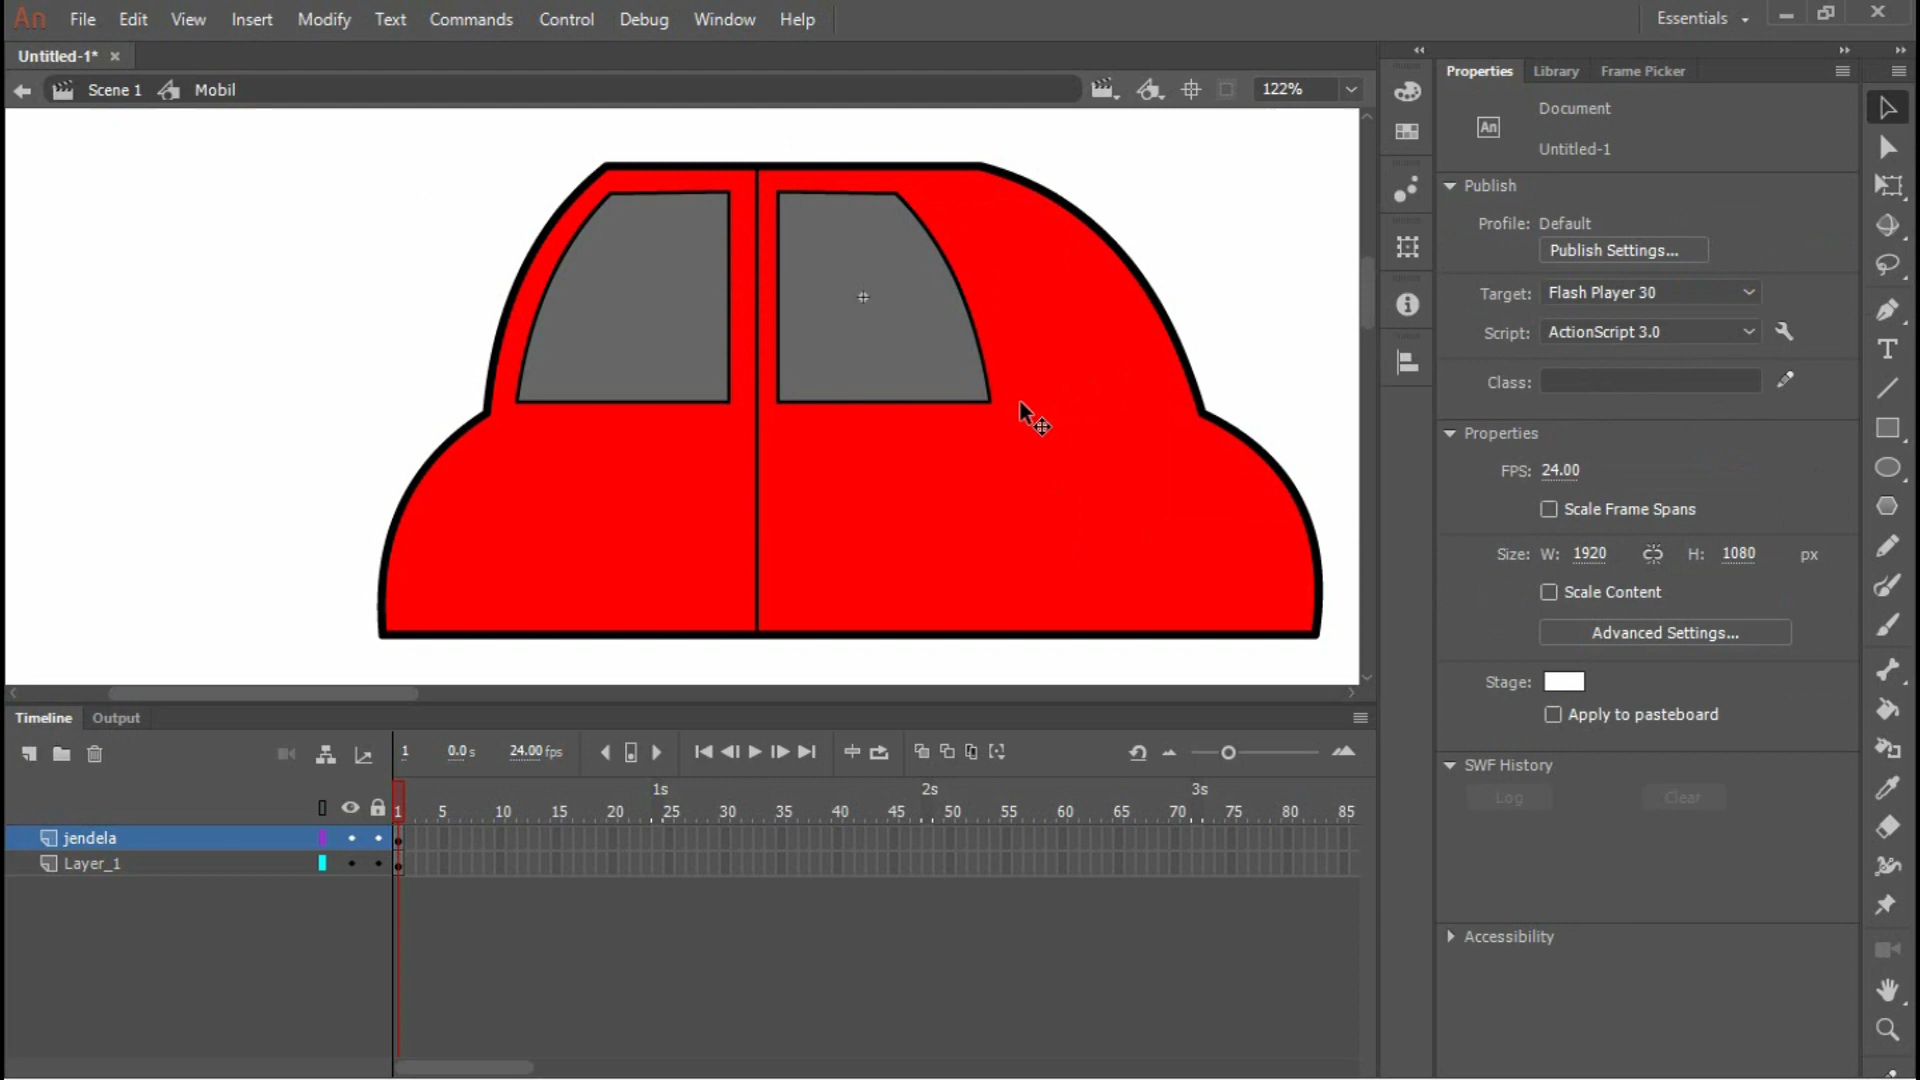 An File Edit View Insert Modify Text Commands Control Debug Window Help Essentials
Untitled-1*
Scene 1 Mobil 122%
Properties Library Frame Picker
An Document
Untitled-1
Publish
Profile: Default
Publish Settings...
Target: Flash Player 30
Script: ActionScript 3.0
Class:
Properties
FPS: 24.00
Scale Frame Spans
Size: W: 1920 H: 1080 px
Scale Content
Advanced Settings...
Stage:
Apply to pasteboard
SWF History
Log Clear
Accessibility
Timeline Output
1 0.0 s 24.00 fps
1s 2s 3s
1 5 10 15 20 25 30 35 40 45 50 55 60 65 70 75 80 85
jendela
Layer_1